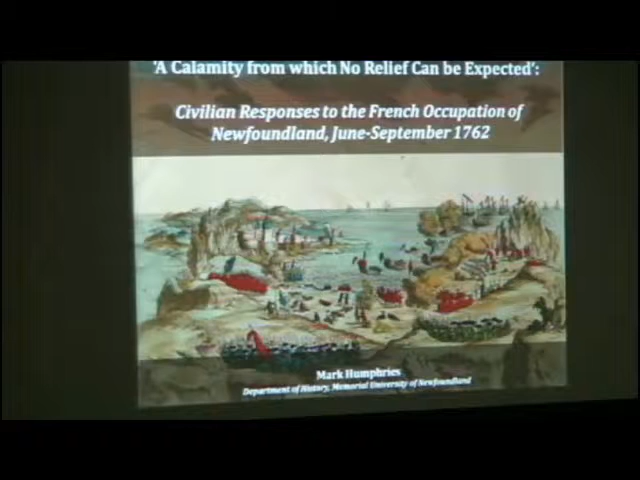 'A Calamity from which No Relief Can be Expected':
Civilian Responses to the French Occupation of
Newfoundland, June-September 1762
Mark Humphries
Department of History, Memorial University of Newfoundland